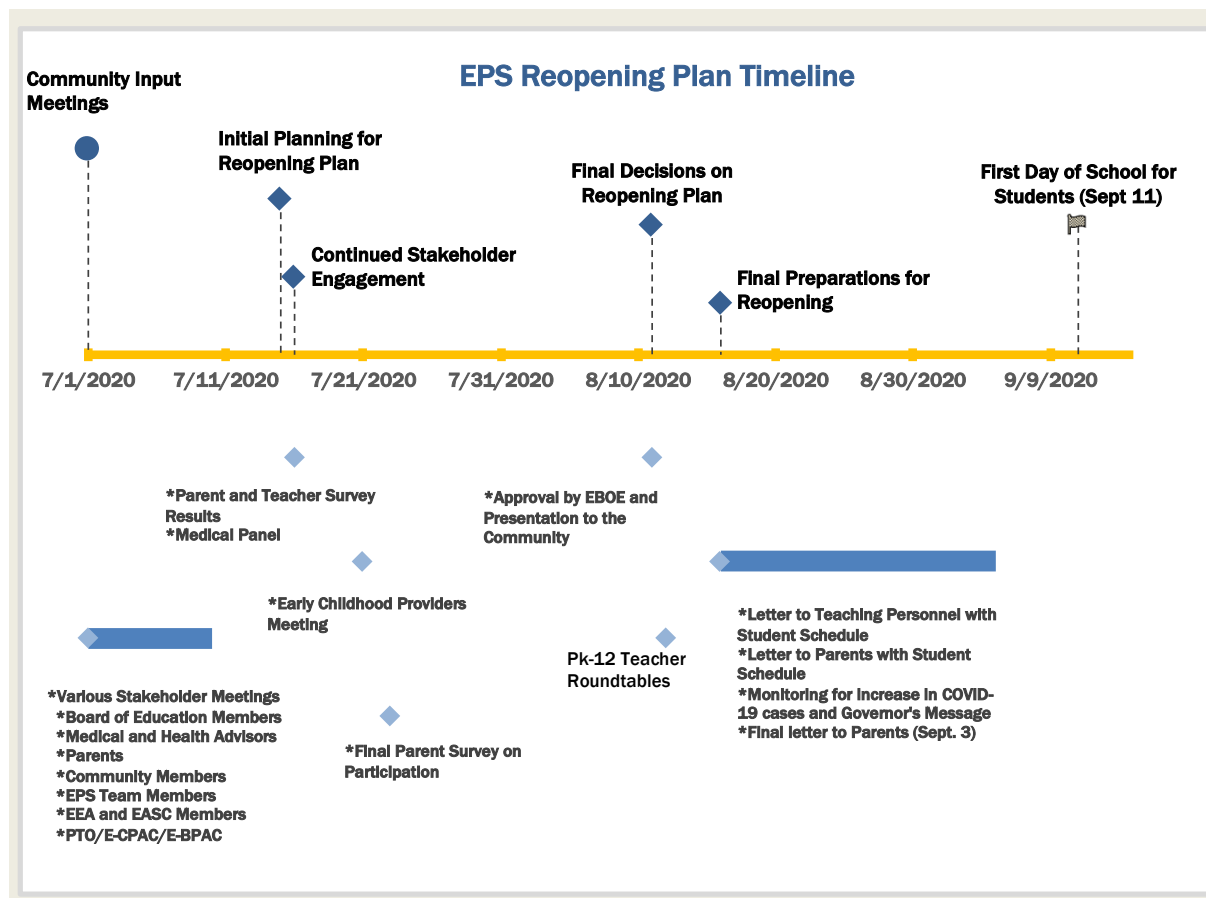 EPS Reopening Plan Timeline
Community Input
Meetings
Initial Planning for
Reopening Plan
Continued Stakeholder
Engagement
Final Decisions on
Reopening Plan
Final Preparations for
Reopening
First Day of School for
Students (Sept 11)
7/1/2020
7/11/2020
7/21/2020
7/31/2020
8/10/2020
8/20/2020
8/30/2020
9/9/2020
*Parent and Teacher Survey
Results
*Medical Panel
*Approval by EBOE and
Presentation to the
Community
*Early Childhood Providers
Meeting
Pk-12 Teacher
Roundtables
*Letter to Teaching Personnel with
Student Schedule
*Letter to Parents with Student
Schedule
*Monitoring for increase in COVID-
19 cases and Governor's Message
*Final letter to Parents (Sept. 3)
*Various Stakeholder Meetings
*Board of Education Members
*Medical and Health Advisors
*Parents
*Community Members
*EPS Team Members
*EEA and EASC Members
*PTO/E-CPAC/E-BPAC
*Final Parent Survey on
Participation